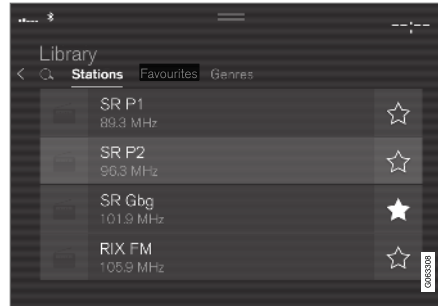 --:--
Library
Stations Favourites Genres
SR P1
89.3 MHz
SR P2
96.3 MHz
SR Gbg
101.9 MHz
RIX FM
105.9 MHz
G063308